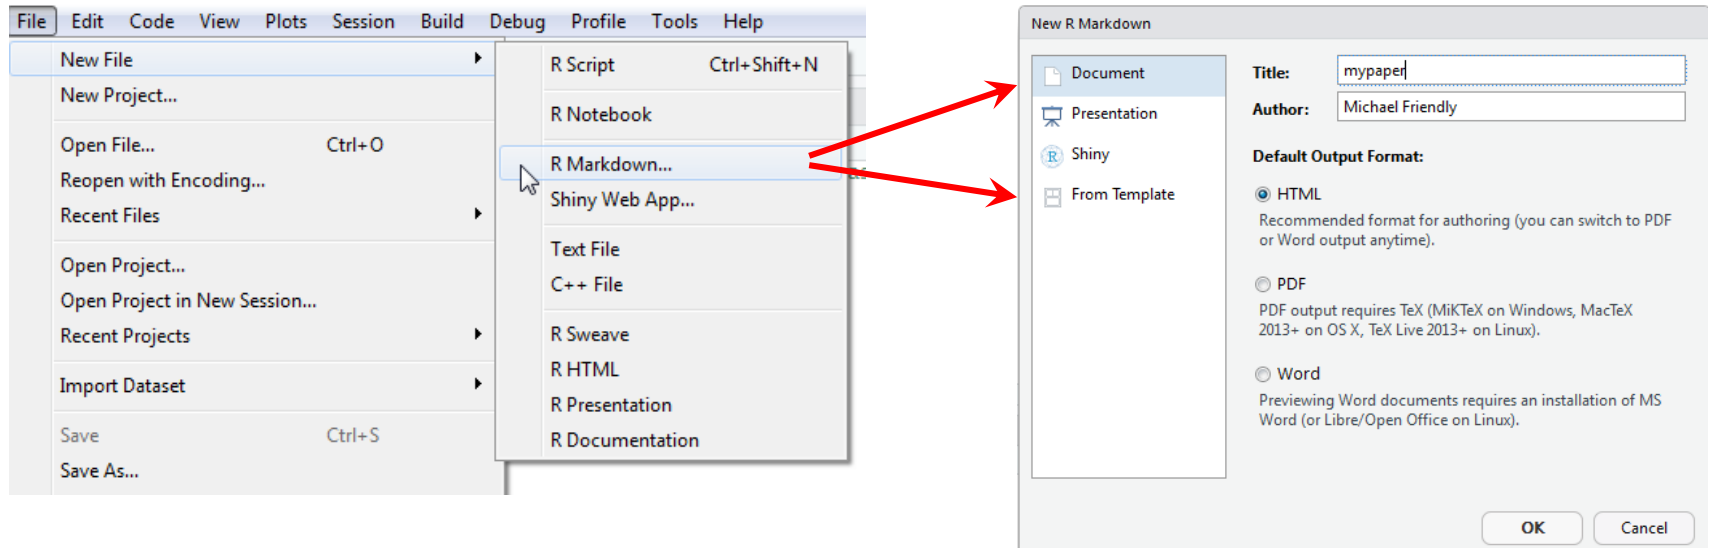 File Edit Code View Plots Session Build Debug Profile Tools Help
New File
New Project...
Open File... Ctrl+O
Reopen with Encoding...
Recent Files
Open Project...
Open Project in New Session...
Recent Projects
Import Dataset
Save Ctrl+S
Save As...
R Script Ctrl+Shift+N
R Notebook
R Markdown...
Shiny Web App...
Text File
C++ File
R Sweave
R HTML
R Presentation
R Documentation
New R Markdown
Document
Presentation
Shiny
From Template
Title: mypaper
Author: Michael Friendly
Default Output Format:
HTML
Recommended format for authoring (you can switch to PDF
or Word output anytime).
PDF
PDF output requires TeX (MiKTeX on Windows, MacTeX
2013+ on OS X, TeX Live 2013+ on Linux).
Word
Previewing Word documents requires an installation of MS
Word (or Libre/Open Office on Linux).
OK Cancel